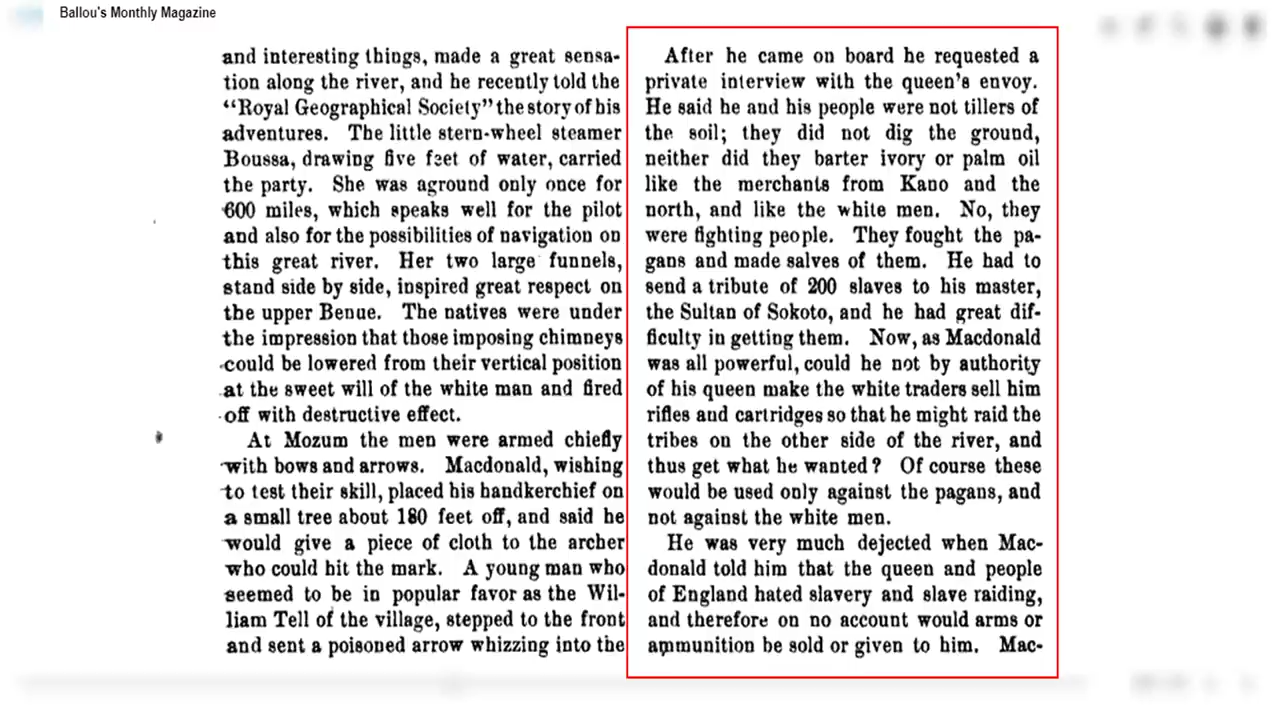 Ballou's Monthly Magazine
and interesting things, made a great sensa-
tion along the river, and he recently told the
“Royal Geographical Society” the story of his
adventures. The little stern-wheel steamer
Boussa, drawing five feet of water, carried
the party. She was aground only once for
600 miles, which speaks well for the pilot
and also for the possibilities of navigation on
this great river. Her two large funnels,
stand side by side, inspired great respect on
the upper Benue. The natives were under
the impression that those imposing chimneys
could be lowered from their vertical position
at the sweet will of the white man and fired
off with destructive effect.
At Mozum the men were armed chiefly
with bows and arrows. Macdonald, wishing
to test their skill, placed his handkerchief on
a small tree about 180 feet off, and said he
would give a piece of cloth to the archer
who could hit the mark. A young man who
seemed to be in popular favor as the Wil-
liam Tell of the village, stepped to the front
and sent a poisoned arrow whizzing into the
After he came on board he requested a
private interview with the queen's envoy.
He said he and his people were not tillers of
the soil; they did not dig the ground,
neither did they barter ivory or palm oil
like the merchants from Kano and the
north, and like the white men. No, they
were fighting people. They fought the pa-
gans and made salves of them. He had to
send a tribute of 200 slaves to his master,
the Sultan of Sokoto, and he had great dif-
ficulty in getting them. Now, as Macdonald
was all powerful, could he not by authority
of his queen make the white traders sell him
rifles and cartridges so that he might raid the
tribes on the other side of the river, and
thus get what he wanted? Of course these
would be used only against the pagans, and
not against the white men.
He was very much dejected when Mac-
donald told him that the queen and people
of England hated slavery and slave raiding,
and therefore on no account would arms or
ammunition be sold or given to him. Mac-